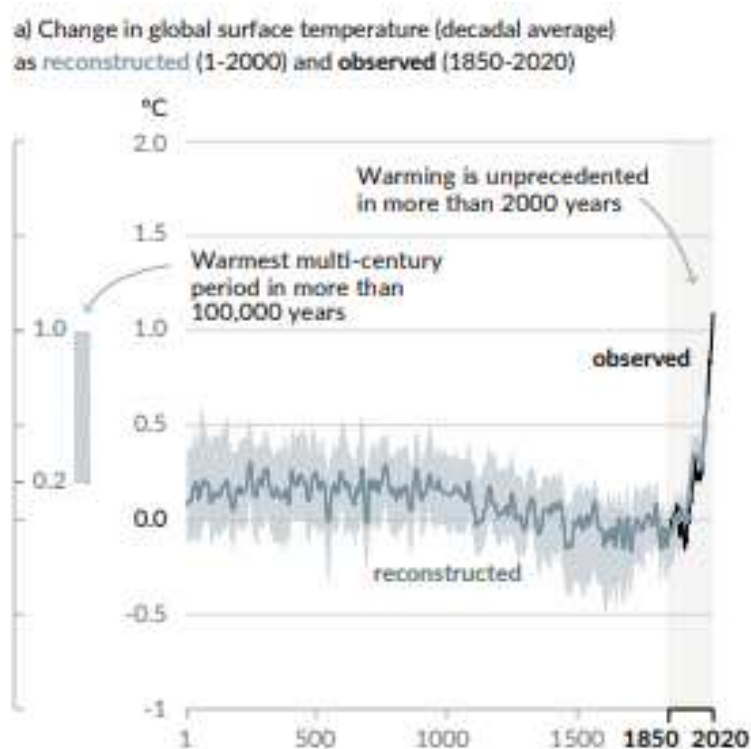 a) Change in global surface temperature (decadal average)
as reconstructed (1-2000) and observed (1850-2020)
°C
2.0
Warming is unprecedented
in more than 2000 years
1.5
Warmest multi-century
period in more than
100,000 years
1.0
1.0
observed
0.5
0.2
0.0
reconstructed
-0.5
-1
1
500
1000
1500
1850
2020